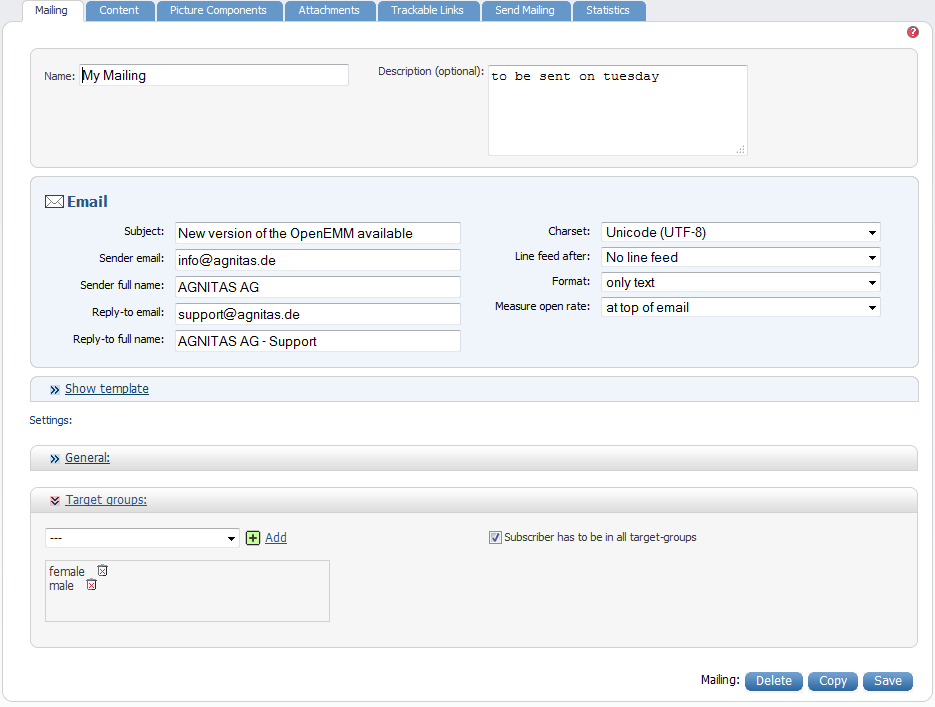 Mailing Content Picture Components Attachments Trackable Links Send Mailing Statistics
?
Name: My Mailing
Description (optional): to be sent on tuesday
Email
Subject: New version of the OpenEMM available
Sender email: info@agnitas.de
Sender full name: AGNITAS AG
Reply-to email: support@agnitas.de
Reply-to full name: AGNITAS AG - Support
Charset: Unicode (UTF-8)
Line feed after: No line feed
Format: only text
Measure open rate: at top of email
Show template
Settings:
General:
Target groups:
--- Add
Subscriber has to be in all target-groups
female
male
Mailing: Delete Copy Save